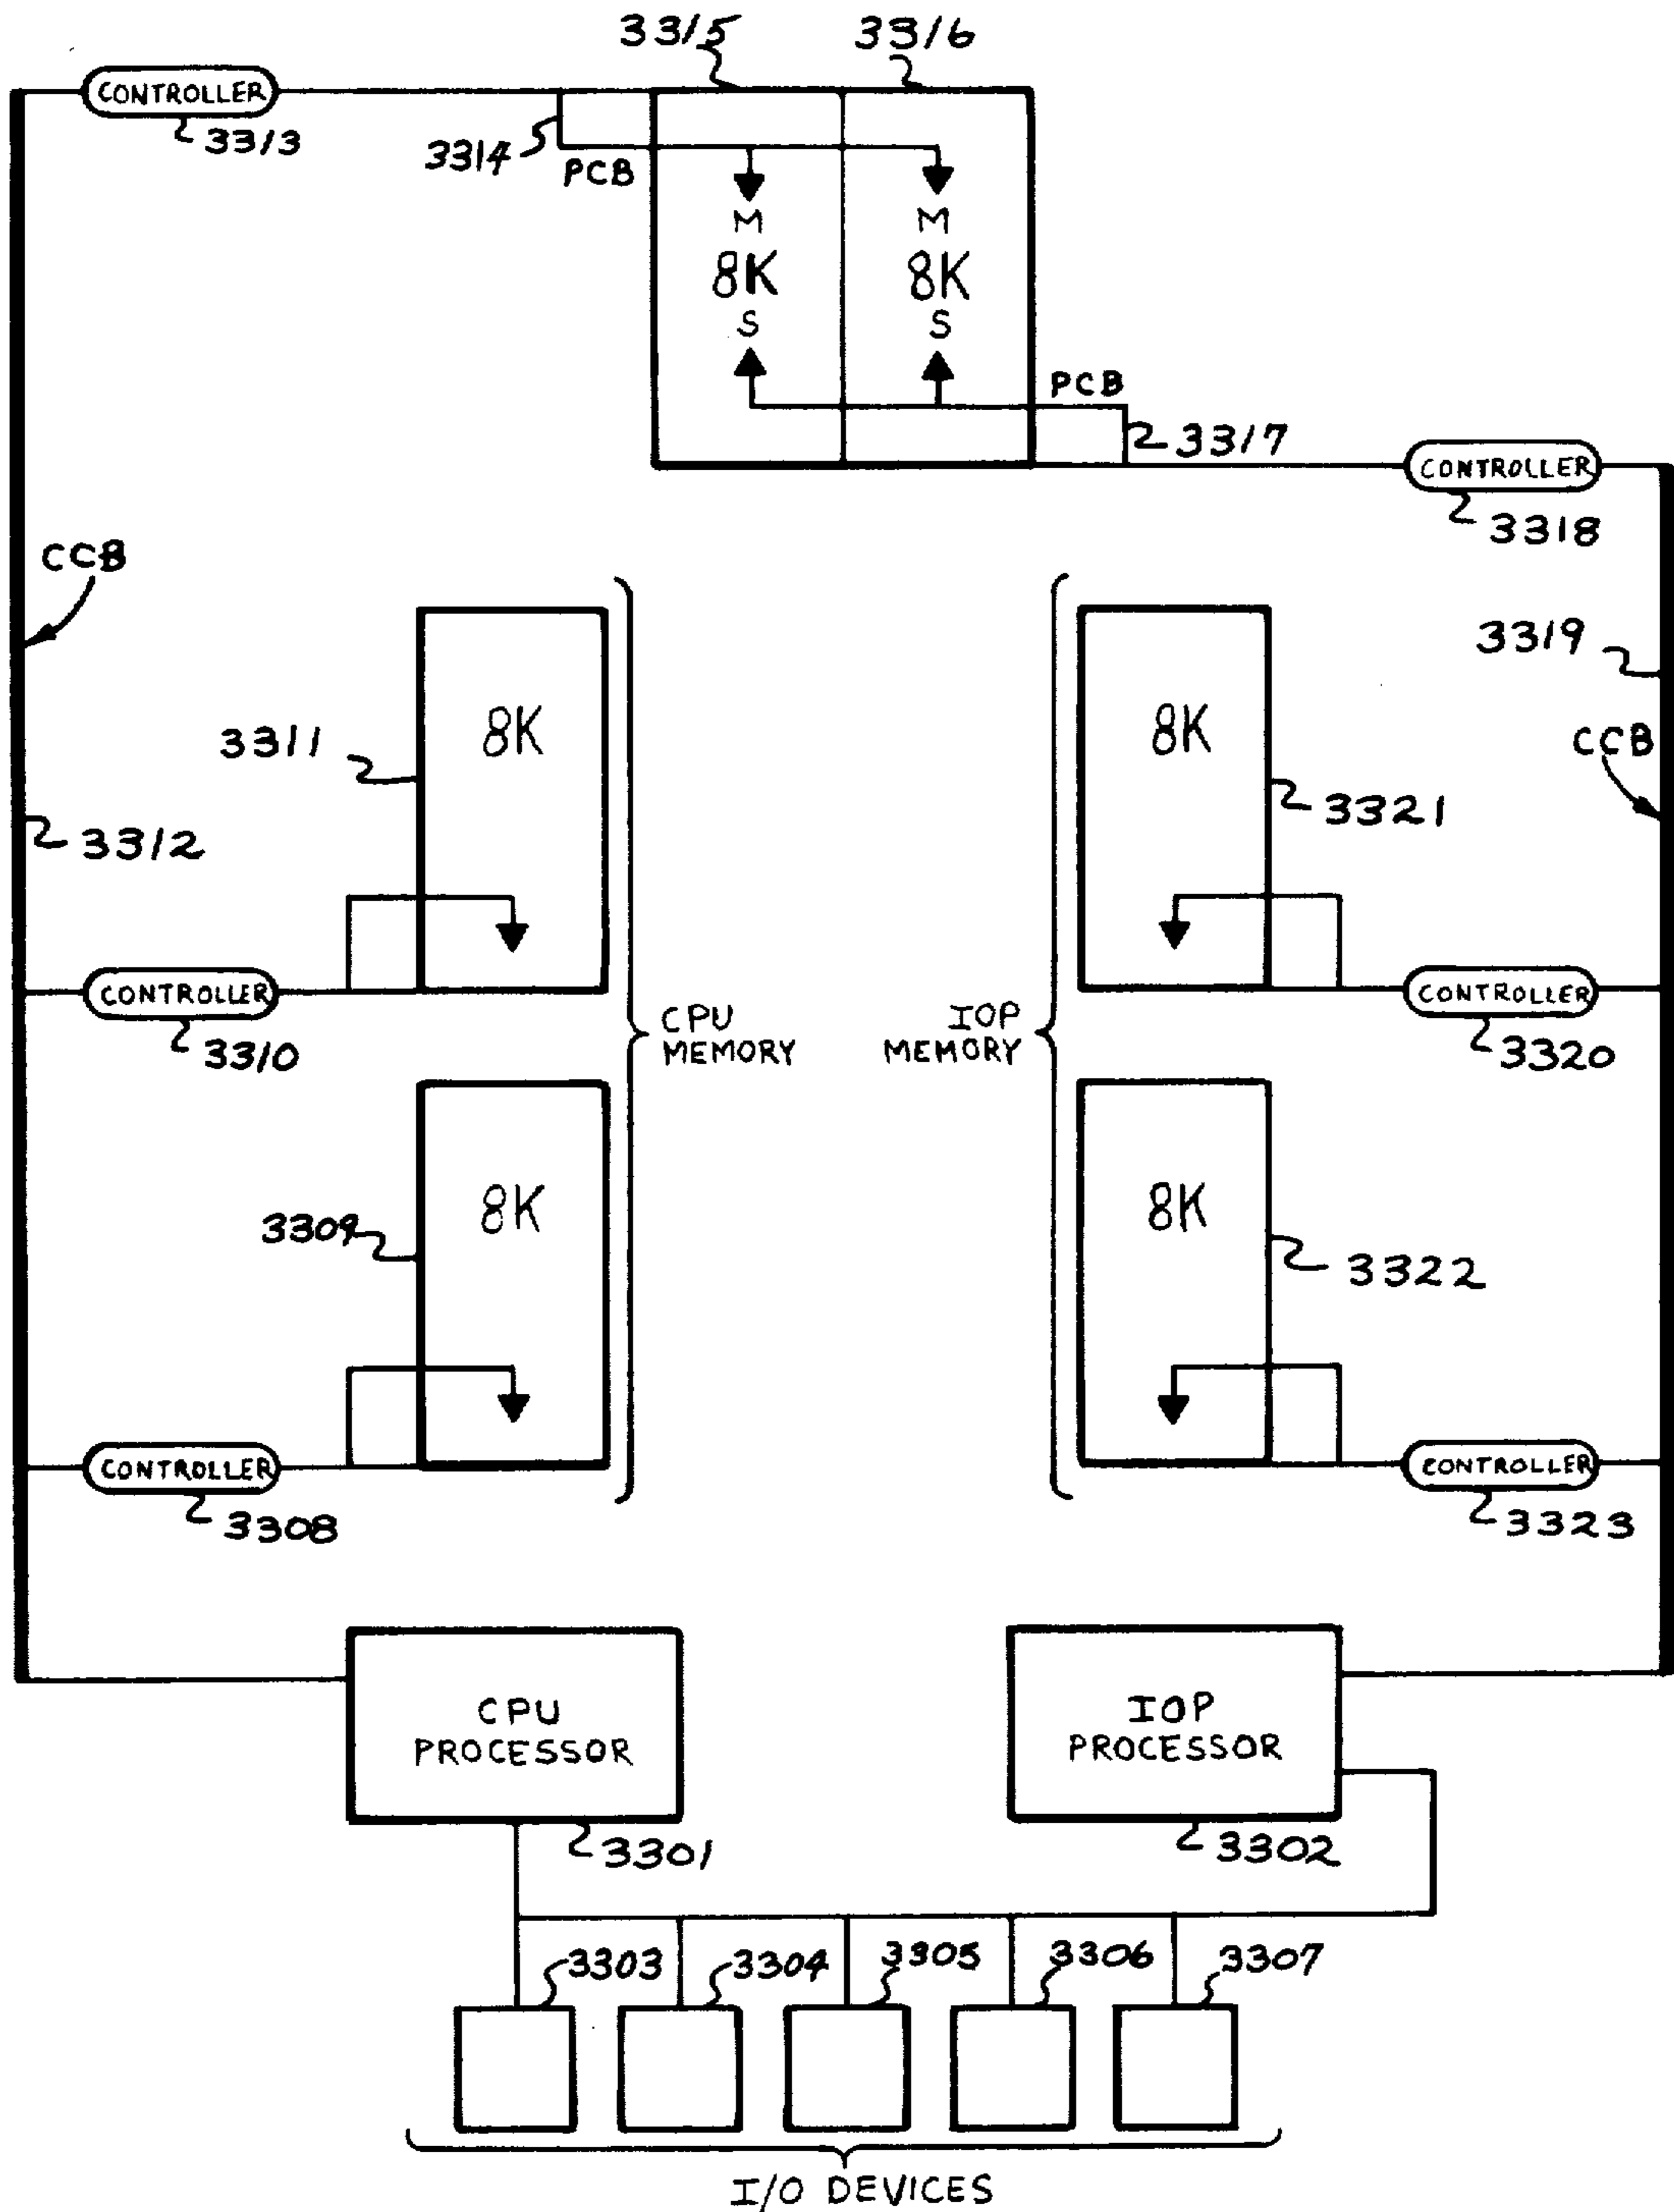 3315
3316
CONTROLLER
3313
3314
PCB
M
8K
S
M
8K
S
PCB
3317
CONTROLLER
3318
CCB
3319
CCB
3311
8K
8K
3321
3312
CONTROLLER
3310
CPU
MEMORY
IOP
MEMORY
CONTROLLER
3320
3309
8K
8K
3322
CONTROLLER
3308
CONTROLLER
3323
CPU
PROCESSOR
IOP
PROCESSOR
3301
3302
3303
3304
3305
3306
3307
I/O DEVICES